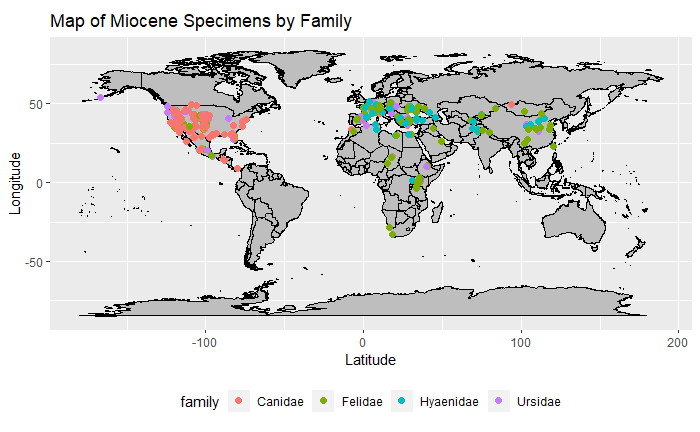 Map of Miocene Specimens by Family
Longitude
50
0
-50
-100
0
100
200
Latitude
family
Canidae
Felidae
Hyaenidae
Ursidae